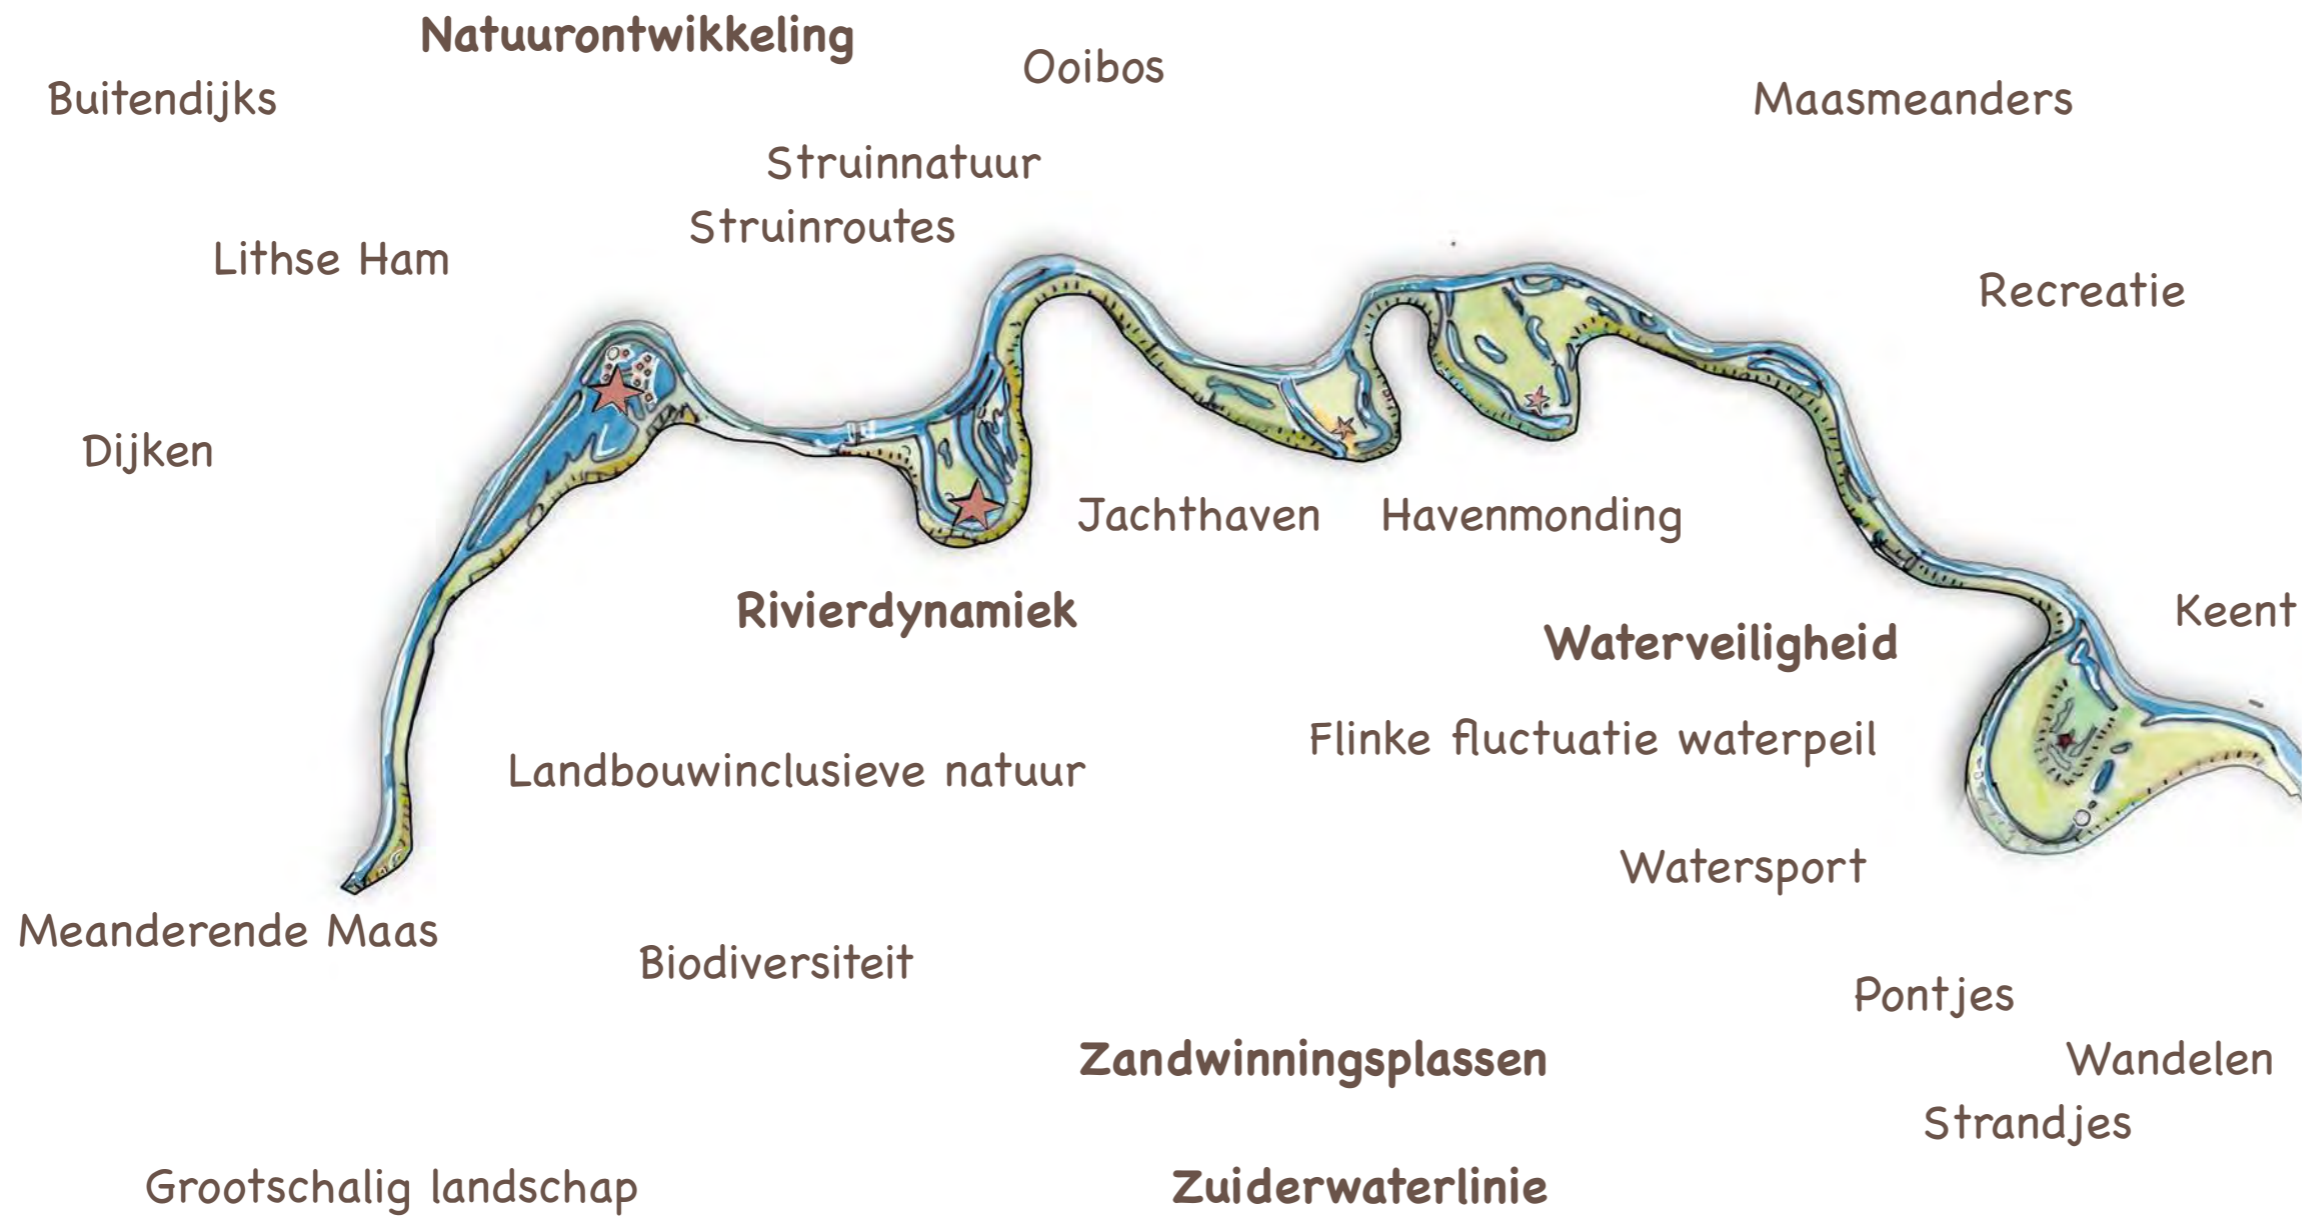 Natuurontwikkeling
Ooibos
Buitendijks
Maasmeanders
Struinnatuur
Struinroutes
Lithse Ham
Recreatie
Dijken
Jachthaven
Havenmonding
Rivierdynamiek
Keent
Waterveiligheid
Flinke fluctuatie waterpeil
Landbouwinclusieve natuur
Watersport
Meanderende Maas
Biodiversiteit
Pontjes
Zandwinningsplassen
Wandelen
Strandjes
Grootschalig landschap
Zuiderwaterlinie